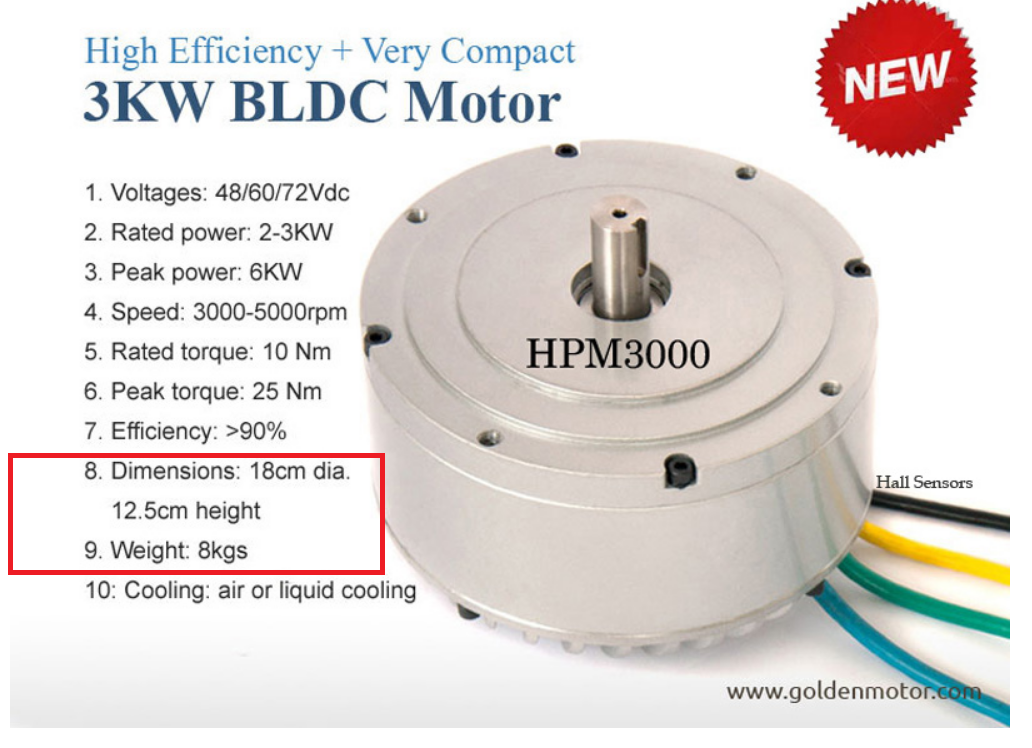 High Efficiency + Very Compact
3KW BLDC Motor
NEW
1. Voltages: 48/60/72Vdc
2. Rated power: 2-3KW
3. Peak power: 6KW
4. Speed: 3000-5000rpm
5. Rated torque: 10 Nm
6. Peak torque: 25 Nm
7. Efficiency: >90%
8. Dimensions: 18cm dia.
12.5cm height
9. Weight: 8kgs
10: Cooling: air or liquid cooling
HPM3000
Hall Sensors
www.goldenmotor.com